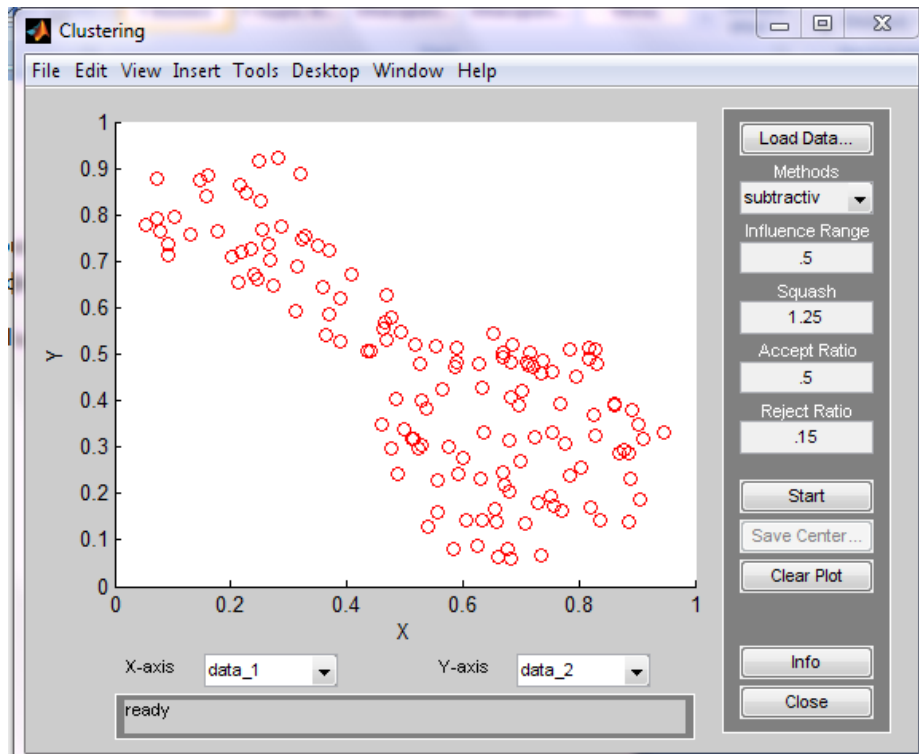 Clustering
File Edit View Insert Tools Desktop Window Help
1
0.9
0.8
0.7
0.6
0.5
0.4
0.3
0.2
0.1
0
Y
0 0.2 0.4 0.6 0.8 1
X
X-axis data_1 Y-axis data_2
ready
Load Data...
Methods
subtractiv
Influence Range
.5
Squash
1.25
Accept Ratio
.5
Reject Ratio
.15
Start
Save Center...
Clear Plot
Info
Close